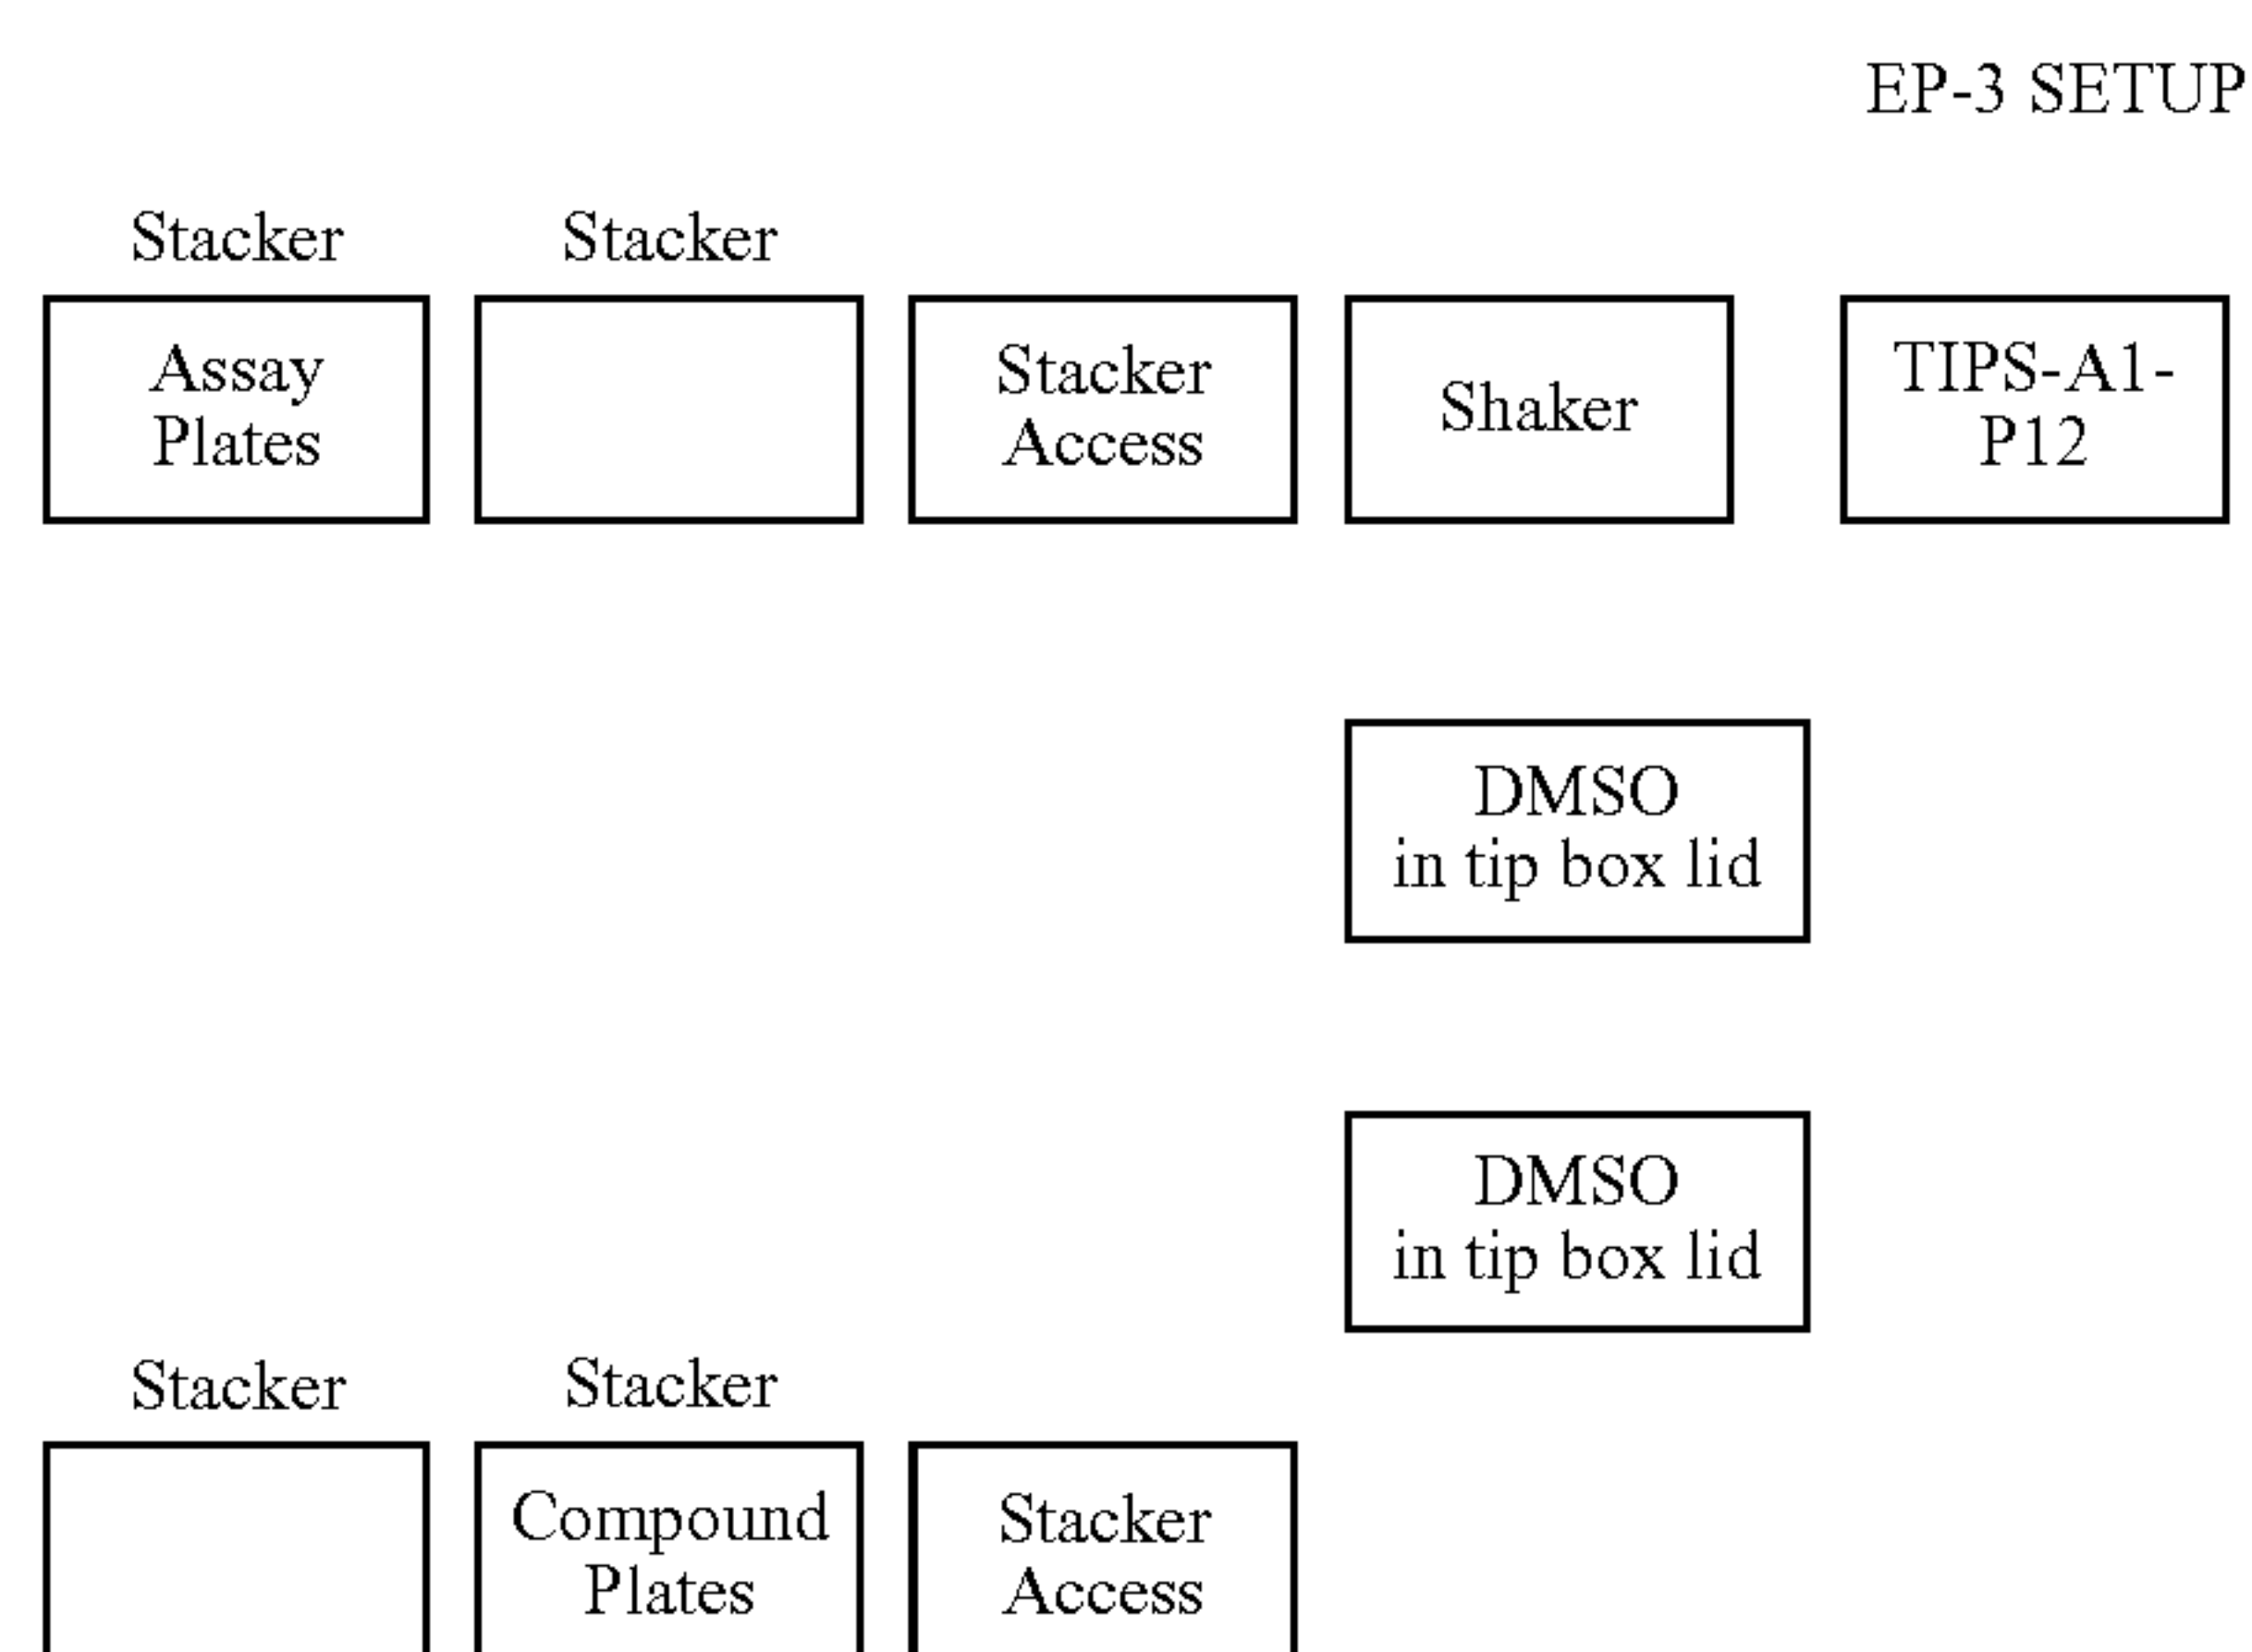 EP-3 SETUP
Stacker
Stacker
Assay
Plates
Stacker
Access
Shaker
TIPS-A1-
P12
DMSO
in tip box lid
DMSO
in tip box lid
Stacker
Stacker
Compound
Plates
Stacker
Access